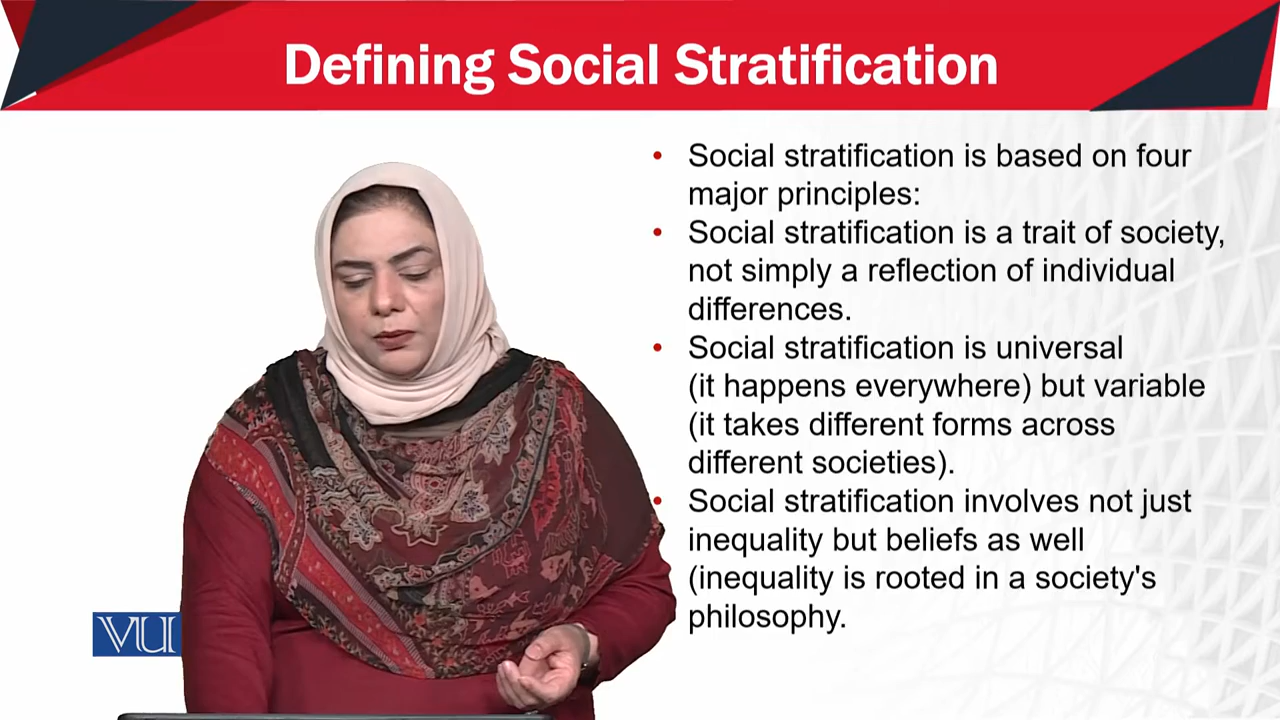 Defining Social Stratification
• Social stratification is based on four
major principles:
• Social stratification is a trait of society,
not simply a reflection of individual
differences.
• Social stratification is universal
(it happens everywhere) but variable
(it takes different forms across
different societies).
• Social stratification involves not just
inequality but beliefs as well
(inequality is rooted in a society's
philosophy.
VU